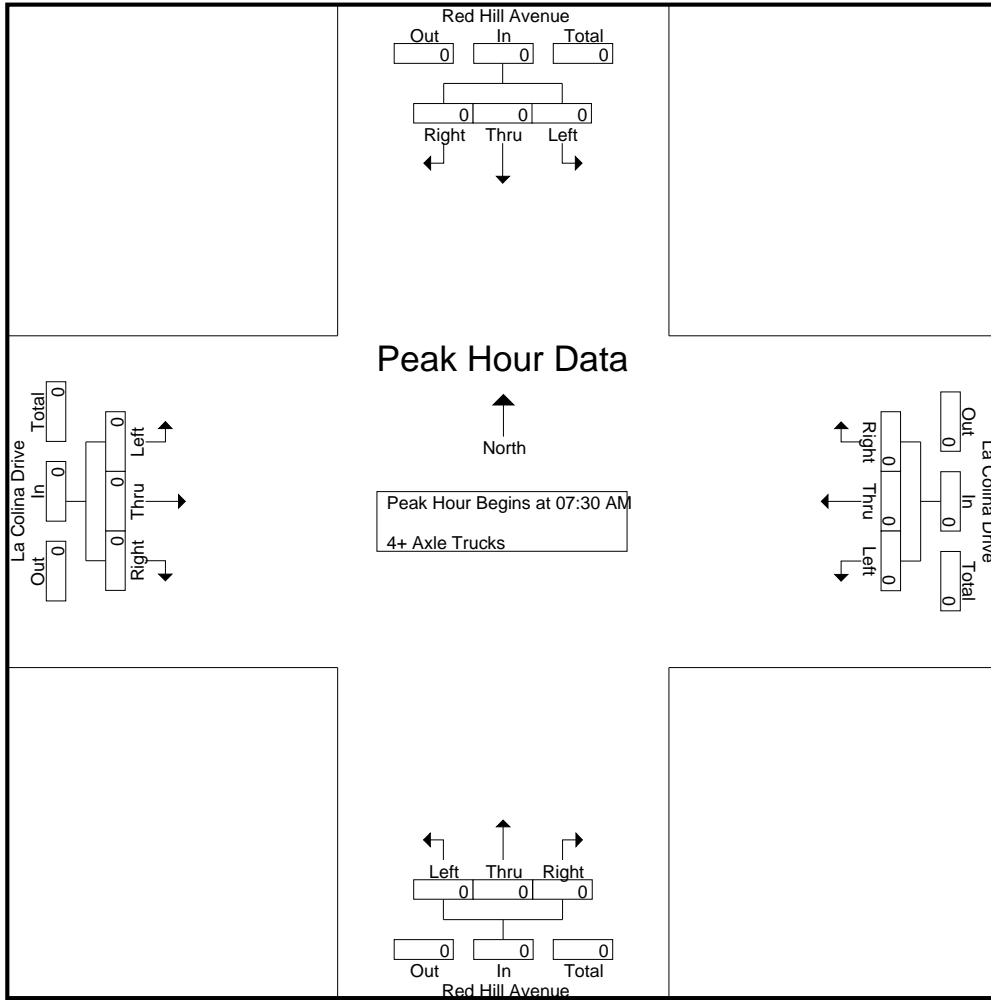 Red Hill Avenue
Out In Total
0 0 0
0 0 0
Right Thru Left
Peak Hour Data
North
Peak Hour Begins at 07:30 AM
4+ Axle Trucks
La Colina Drive
Total In Out
0 0 0
0 0 0
Left Thru Right
Right Thru Left
0 0 0
0 0 0
Out In Total
La Colina Drive
Left Thru Right
0 0 0
0 0 0
Out In Total
Red Hill Avenue